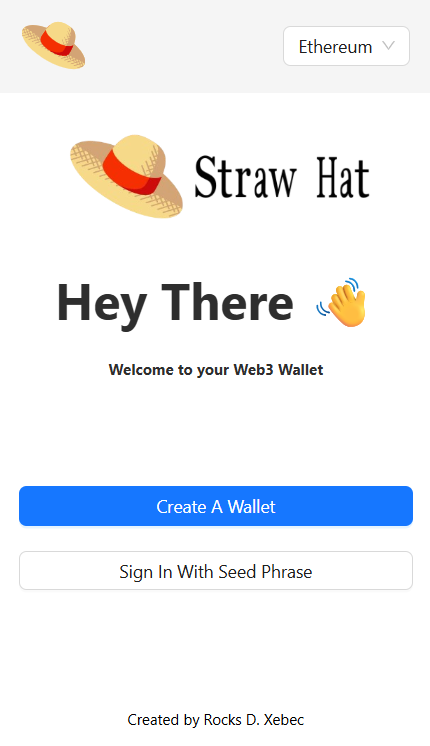 Ethereum
Straw Hat
Hey There 👋
Welcome to your Web3 Wallet
Create A Wallet
Sign In With Seed Phrase
Created by Rocks D. Xebec